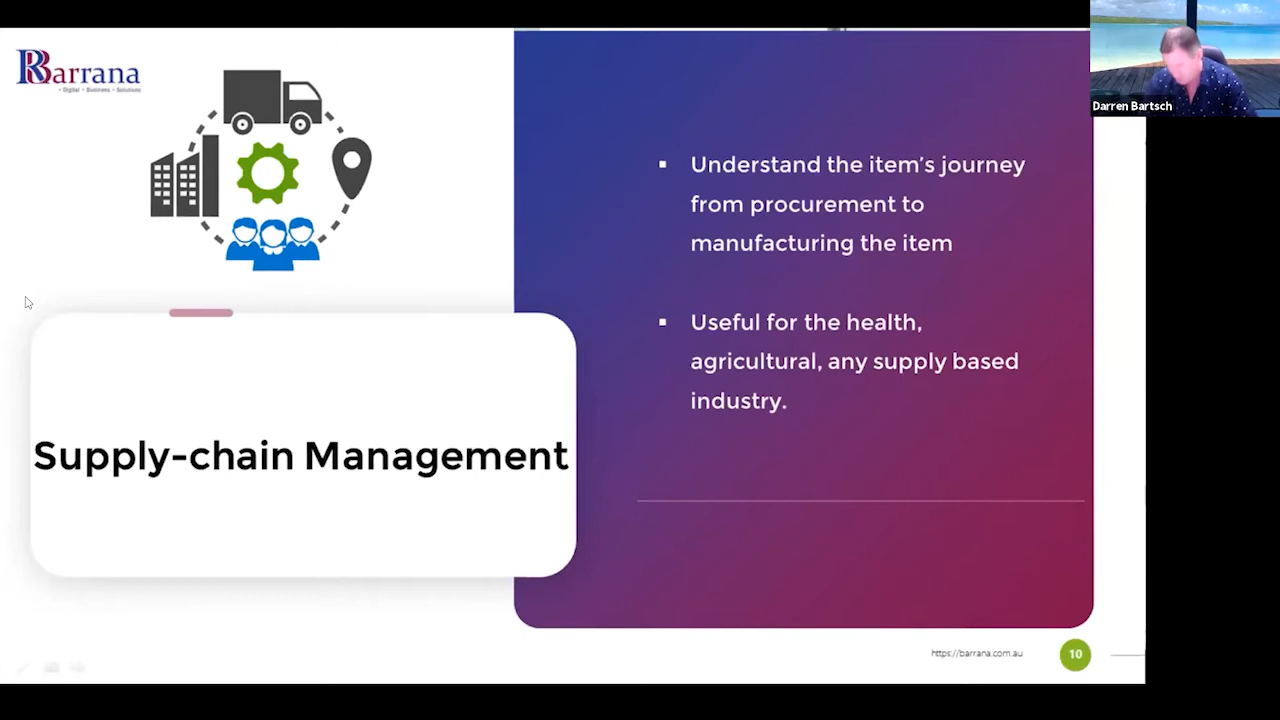 Barrana
- Digital - Business - Solutions
Darren Bartsch
▪ Understand the item’s journey
from procurement to
manufacturing the item
▪ Useful for the health,
agricultural, any supply based
industry.
Supply-chain Management
https://barrana.com.au
10